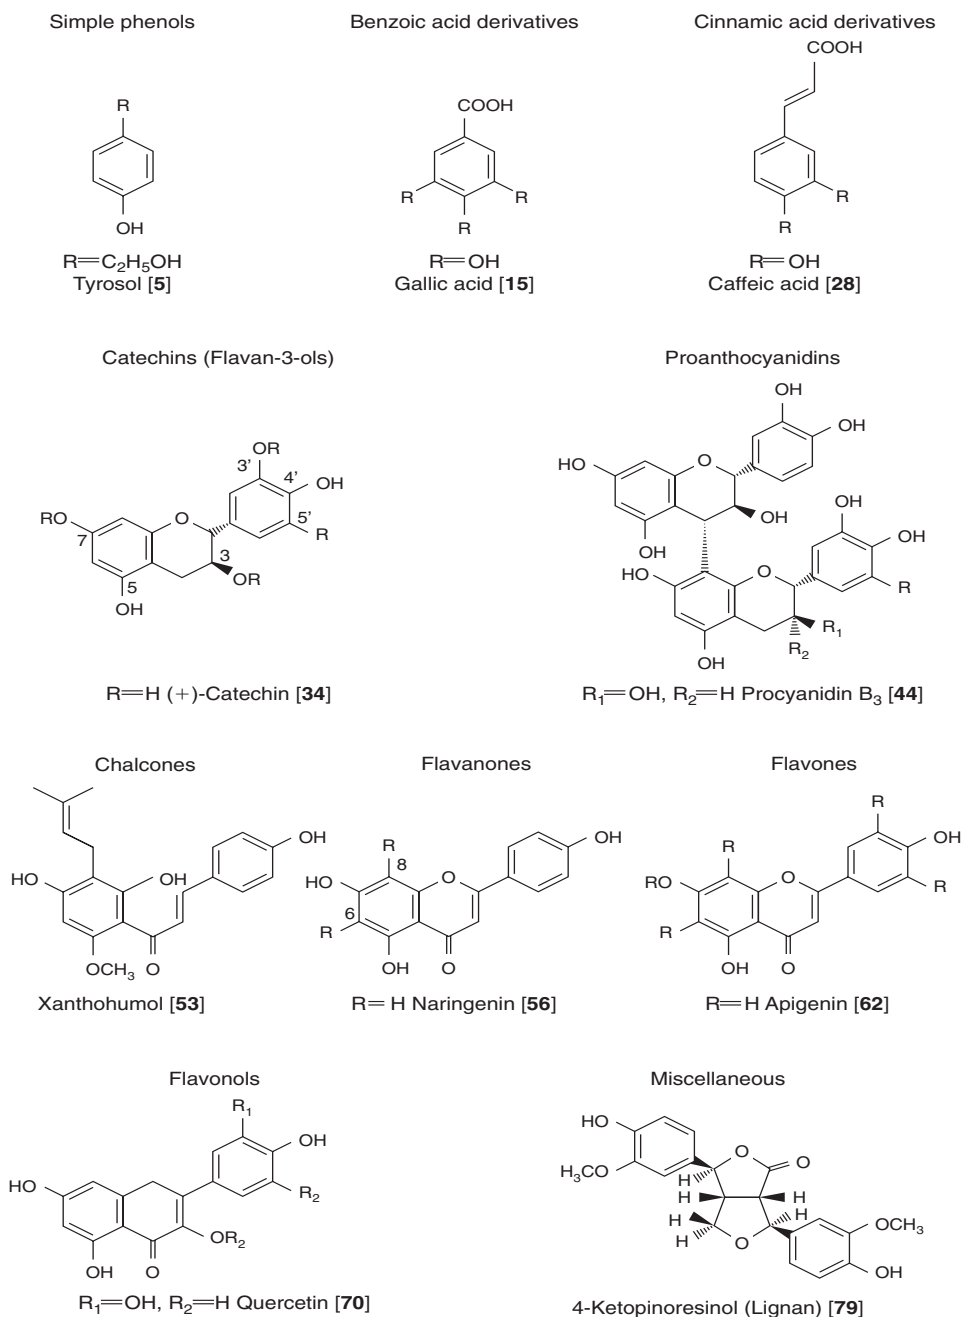 Simple phenols
Benzoic acid derivatives
Cinnamic acid derivatives
R
OH
R=C₂H₅OH
Tyrosol [5]
COOH
R
R
R
R=OH
Gallic acid [15]
COOH
R
R
R=OH
Caffeic acid [28]
Catechins (Flavan-3-ols)
Proanthocyanidins
OR
3'
4'
OH
5'
R
RO
7
O
3
OR
5
OH
R=H (+)-Catechin [34]
OH
OH
HO
O
OH
OH
OH
OH
HO
O
R
R₁
R₂
OH
R₁=OH, R₂=H Procyanidin B₃ [44]
Chalcones
Flavanones
Flavones
OH
HO
OH
OCH₃
O
Xanthohumol [53]
R
8
OH
HO
O
6
R
OH
O
R=H Naringenin [56]
R
R
OH
RO
O
R
R
OH
O
R=H Apigenin [62]
Flavonols
Miscellaneous
R₁
OH
HO
R₂
OR₂
OH
O
R₁=OH, R₂=H Quercetin [70]
HO
O
O
H₃CO
H
H
H
H
H
H
O
OCH₃
OH
4-Ketopinoresinol (Lignan) [79]